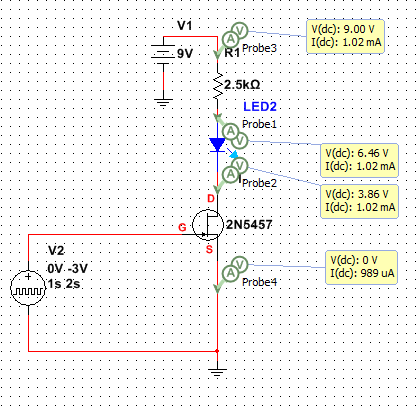 V1
9V
R1
Probe3
V(dc): 9.00 V
I(dc): 1.02 mA
2.5kΩ
LED2
Probe1
V(dc): 6.46 V
I(dc): 1.02 mA
Probe2
V(dc): 3.86 V
I(dc): 1.02 mA
D
G
2N5457
S
V2
0V -3V
1s 2s
Probe4
V(dc): 0 V
I(dc): 989 uA
A
V
A
V
A
V
A
V